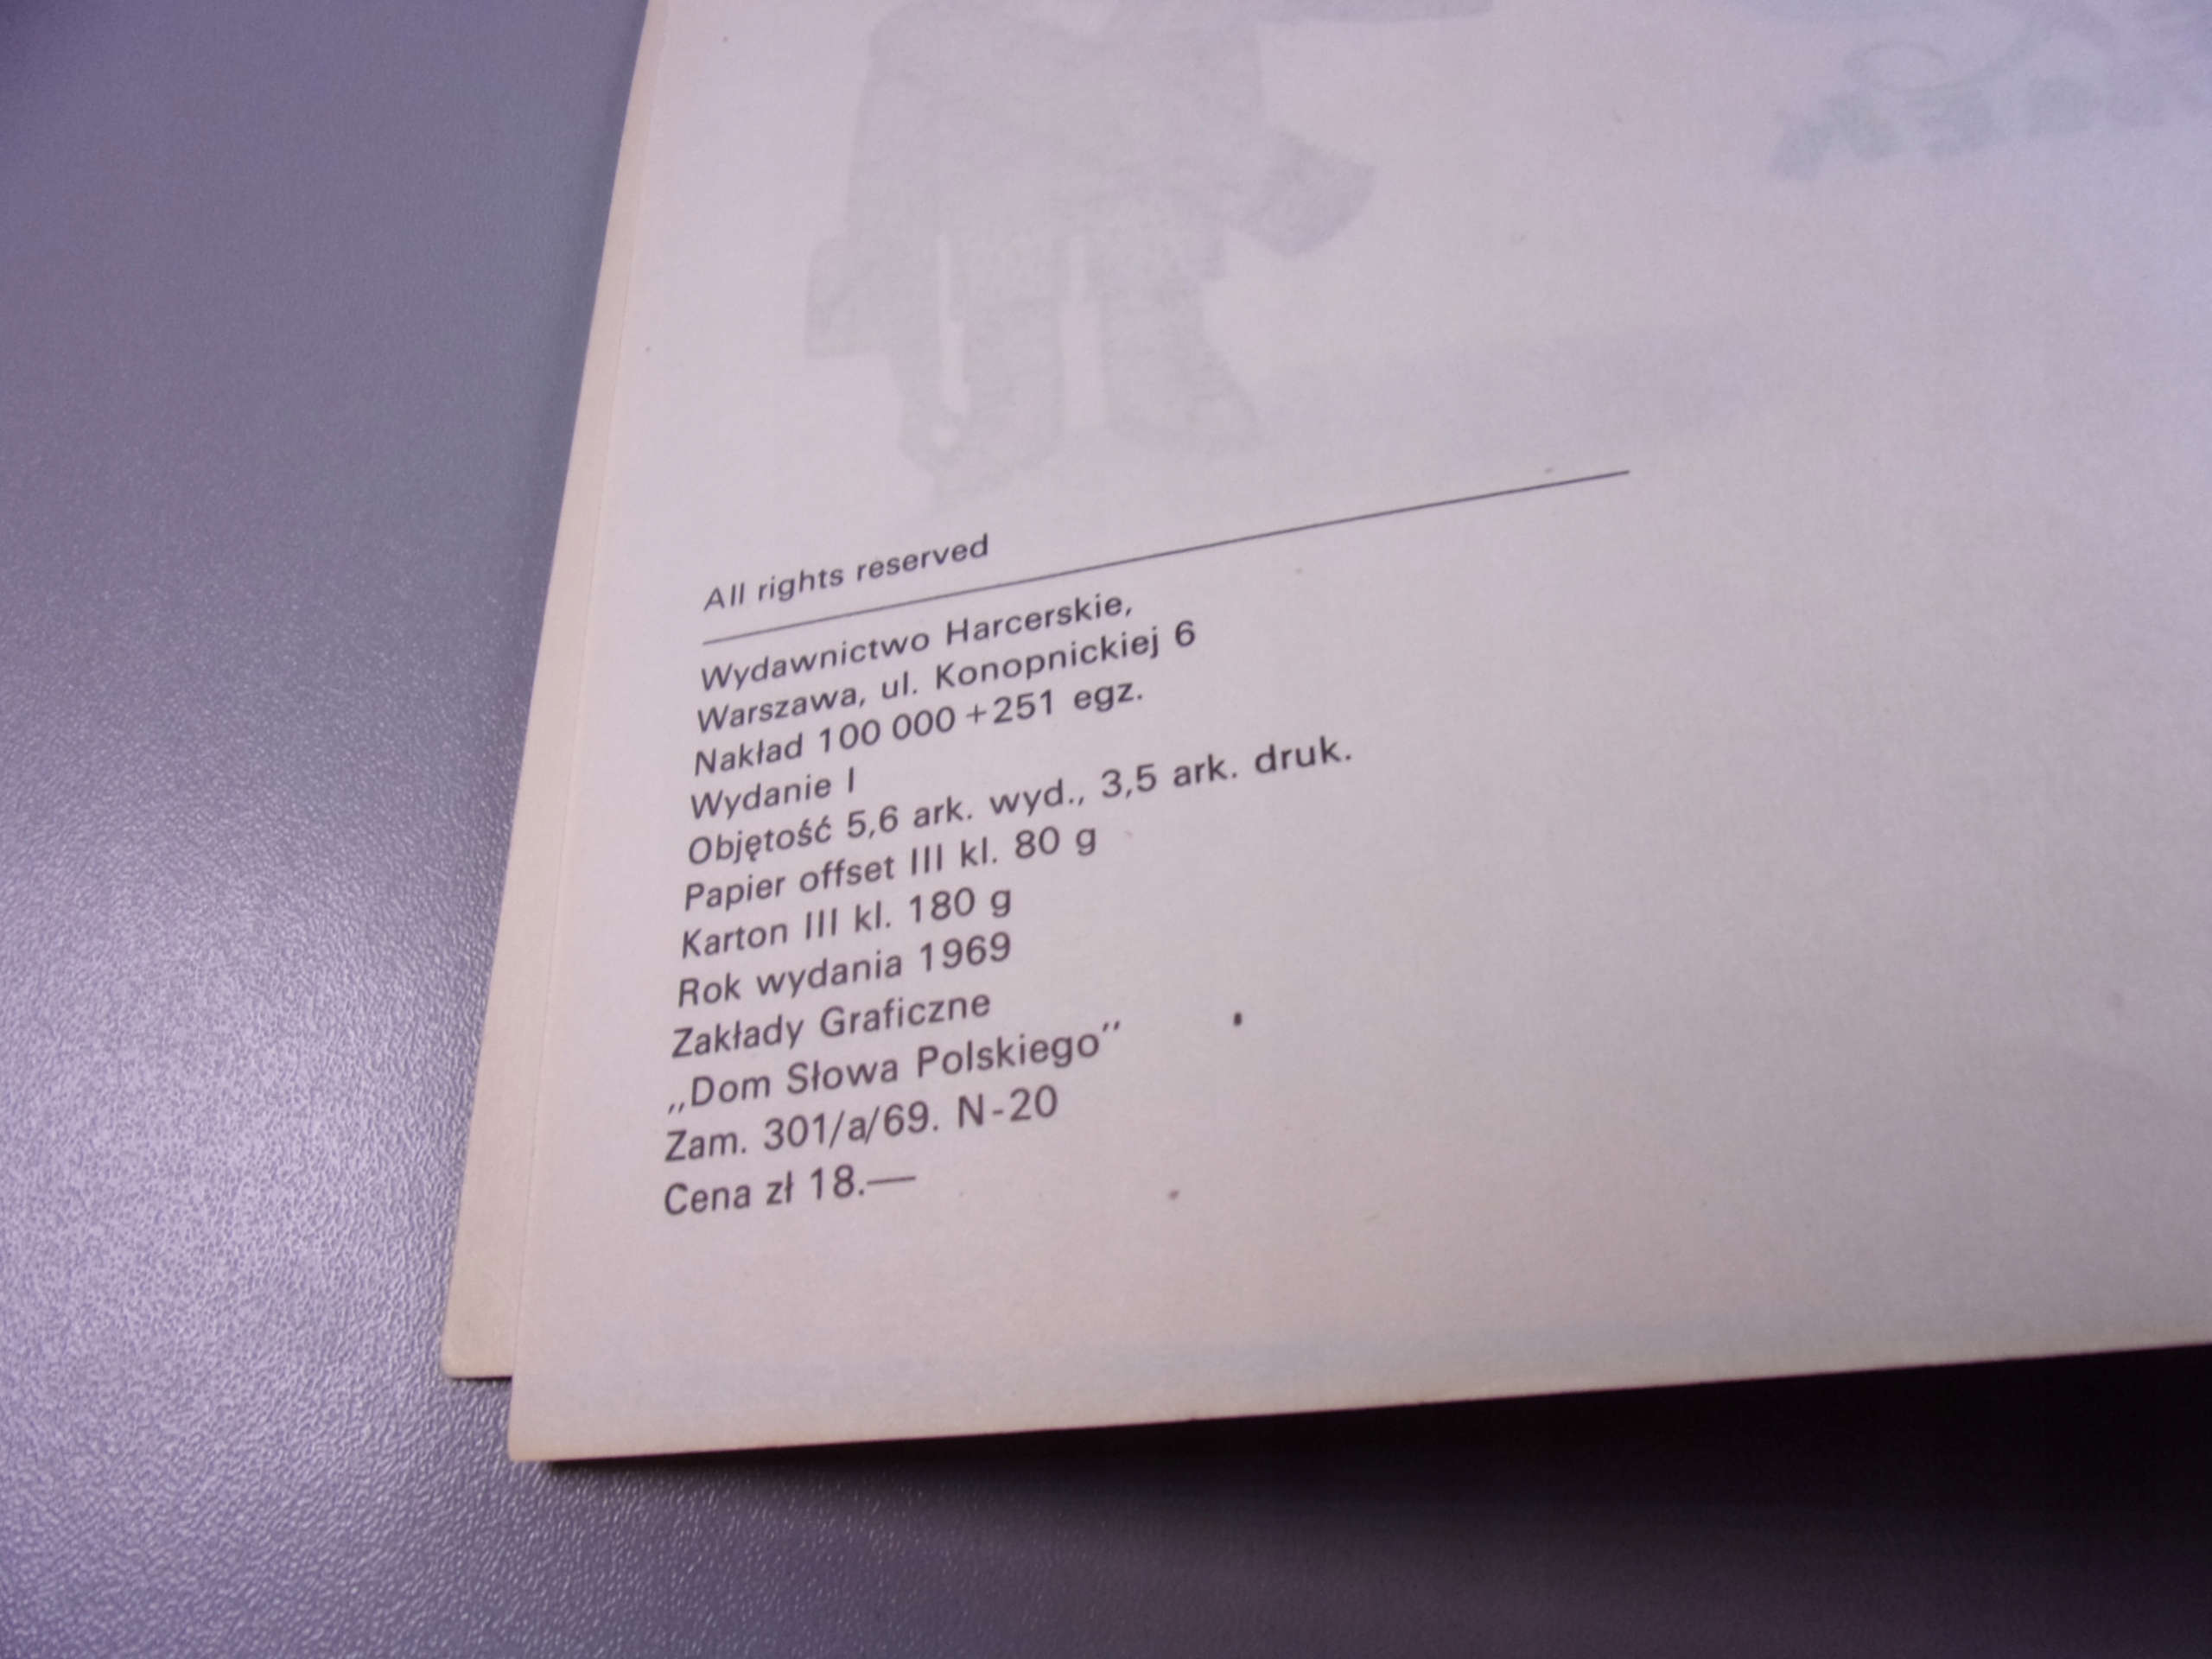 All rights reserved
Wydawnictwo Harcerskie,
Warszawa, ul. Konopnickiej 6
Nakład 100 000 + 251 egz.
Wydanie I
Objętość 5,6 ark. wyd., 3,5 ark. druk.
Papier offset III kl. 80 g
Karton III kl. 180 g
Rok wydania 1969
Zakłady Graficzne
„Dom Słowa Polskiego”
Zam. 301/a/69. N-20
Cena zł 18.—